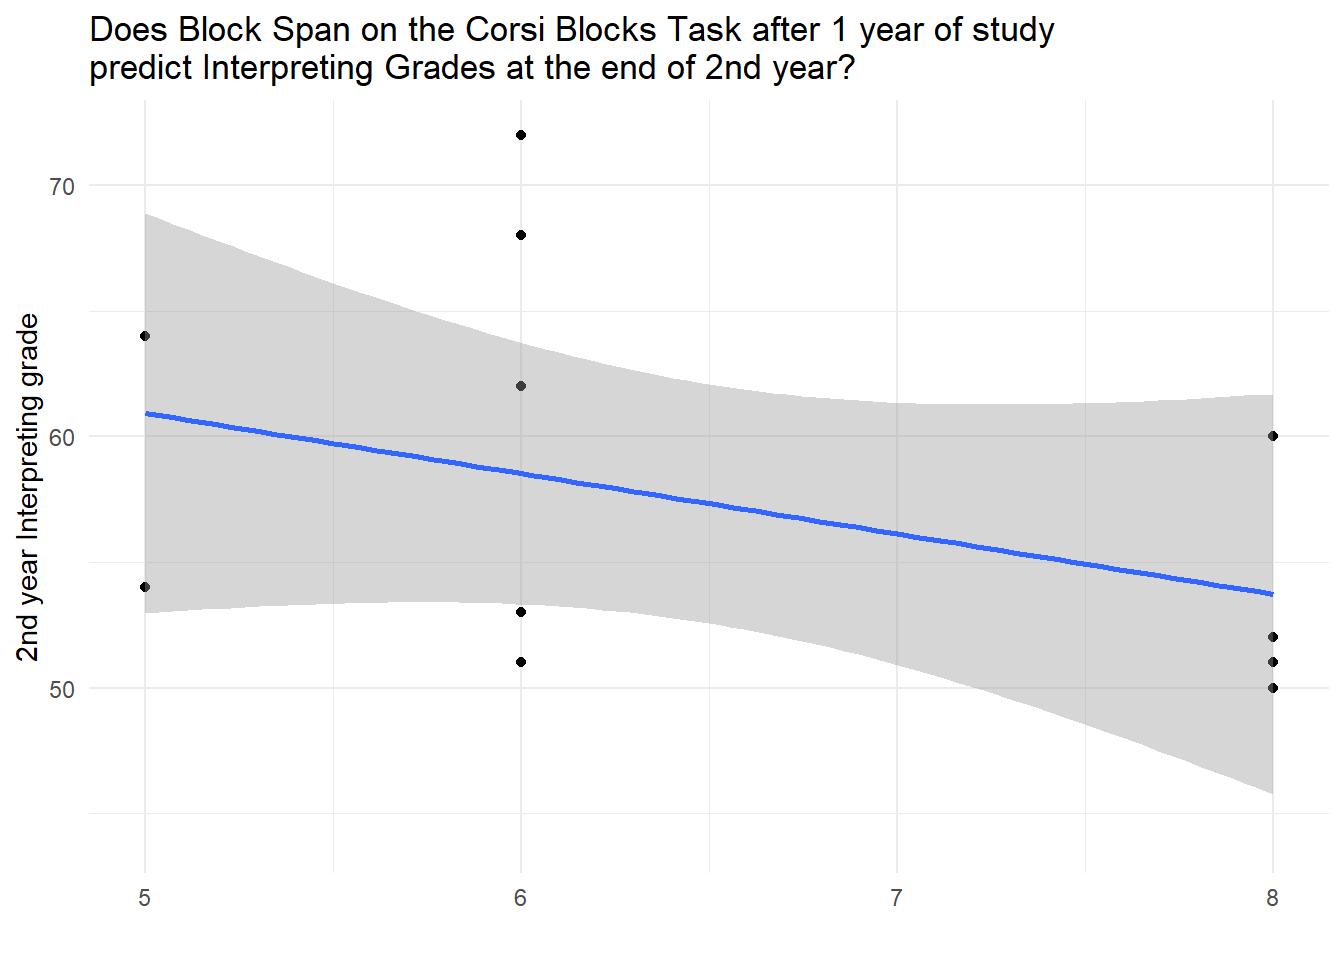 Does Block Span on the Corsi Blocks Task after 1 year of study
predict Interpreting Grades at the end of 2nd year?
2nd year Interpreting grade
70
60
50
5
6
7
8